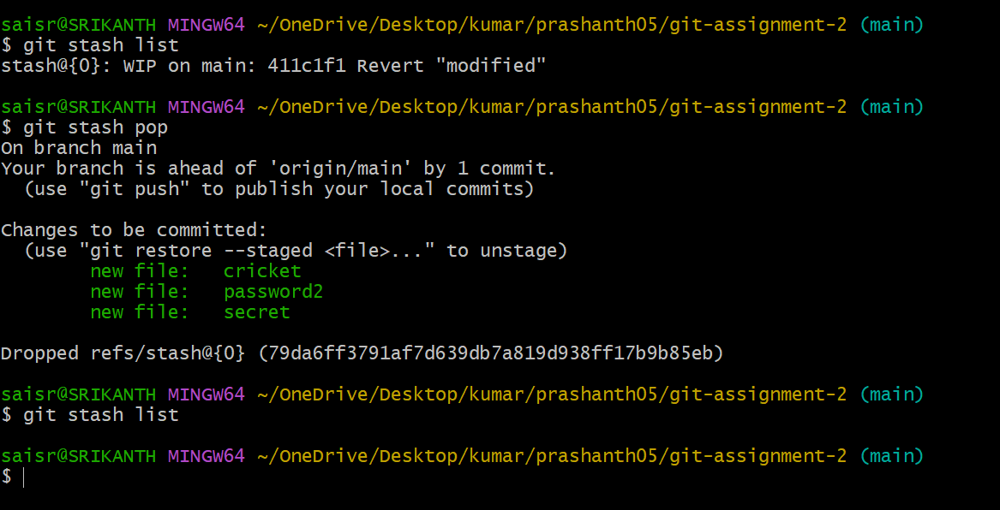 saisr@SRIKANTH MINGW64 ~/OneDrive/Desktop/kumar/prashanth05/git-assignment-2 (main)
$ git stash list
stash@{0}: WIP on main: 411c1f1 Revert "modified"
saisr@SRIKANTH MINGW64 ~/OneDrive/Desktop/kumar/prashanth05/git-assignment-2 (main)
$ git stash pop
On branch main
Your branch is ahead of 'origin/main' by 1 commit.
  (use "git push" to publish your local commits)
Changes to be committed:
  (use "git restore --staged <file>..." to unstage)
        new file:   cricket
        new file:   password2
        new file:   secret
Dropped refs/stash@{0} (79da6ff3791af7d639db7a819d938ff17b9b85eb)
saisr@SRIKANTH MINGW64 ~/OneDrive/Desktop/kumar/prashanth05/git-assignment-2 (main)
$ git stash list
saisr@SRIKANTH MINGW64 ~/OneDrive/Desktop/kumar/prashanth05/git-assignment-2 (main)
$